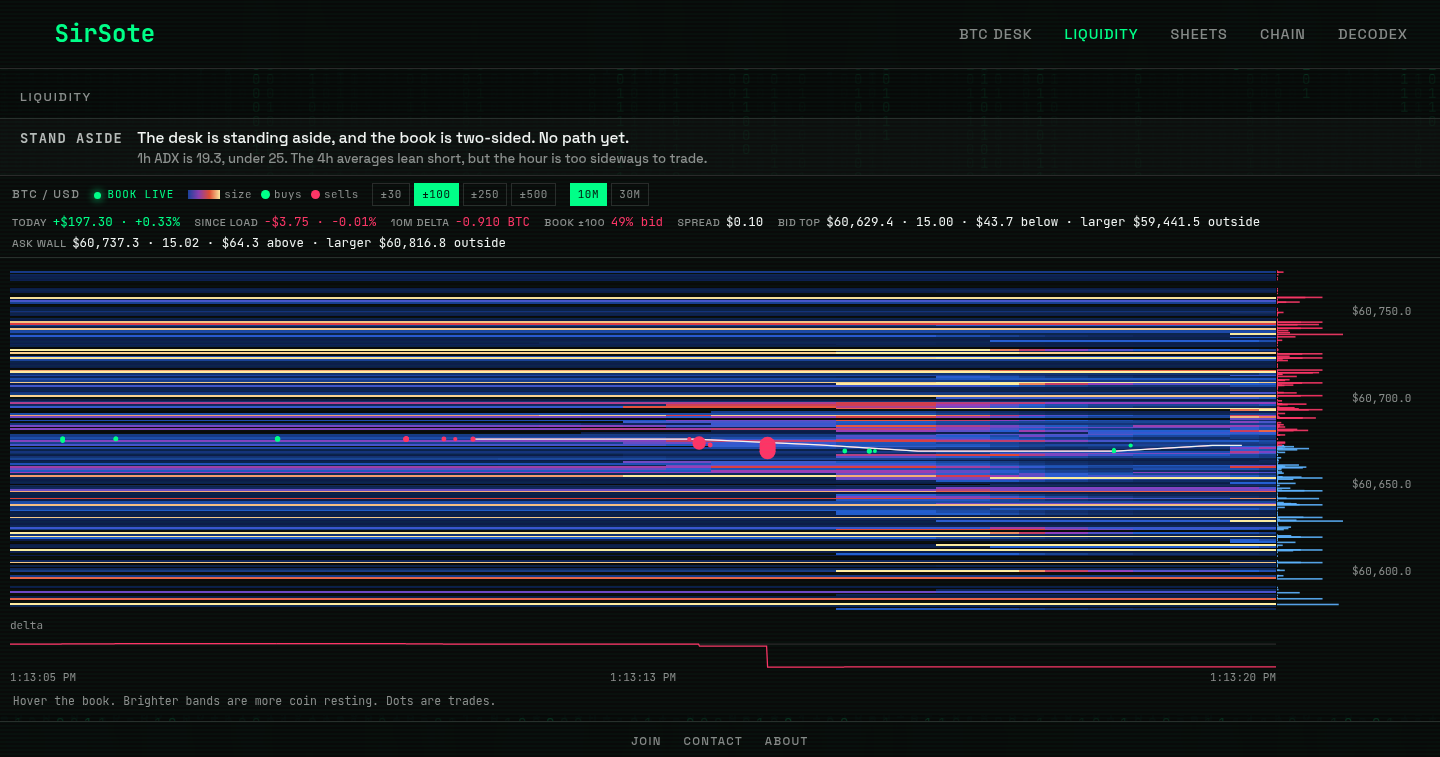 SirSote
BTC DESK LIQUIDITY SHEETS CHAIN DECODEX
LIQUIDITY
STAND ASIDE The desk is standing aside, and the book is two-sided. No path yet.
1h ADX is 19.3, under 25. The 4h averages lean short, but the hour is too sideways to trade.
BTC / USD BOOK LIVE size buys sells ±30 ±100 ±250 ±500 10M 30M
TODAY +$197.30 · +0.33% SINCE LOAD -$3.75 · -0.01% 10M DELTA -0.910 BTC BOOK ±100 49% bid SPREAD $0.10 BID TOP $60,629.4 · 15.00 · $43.7 below · larger $59,441.5 outside
ASK WALL $60,737.3 · 15.02 · $64.3 above · larger $60,816.8 outside
$60,750.0
$60,700.0
$60,650.0
$60,600.0
delta
1:13:05 PM 1:13:13 PM 1:13:20 PM
Hover the book. Brighter bands are more coin resting. Dots are trades.
JOIN CONTACT ABOUT